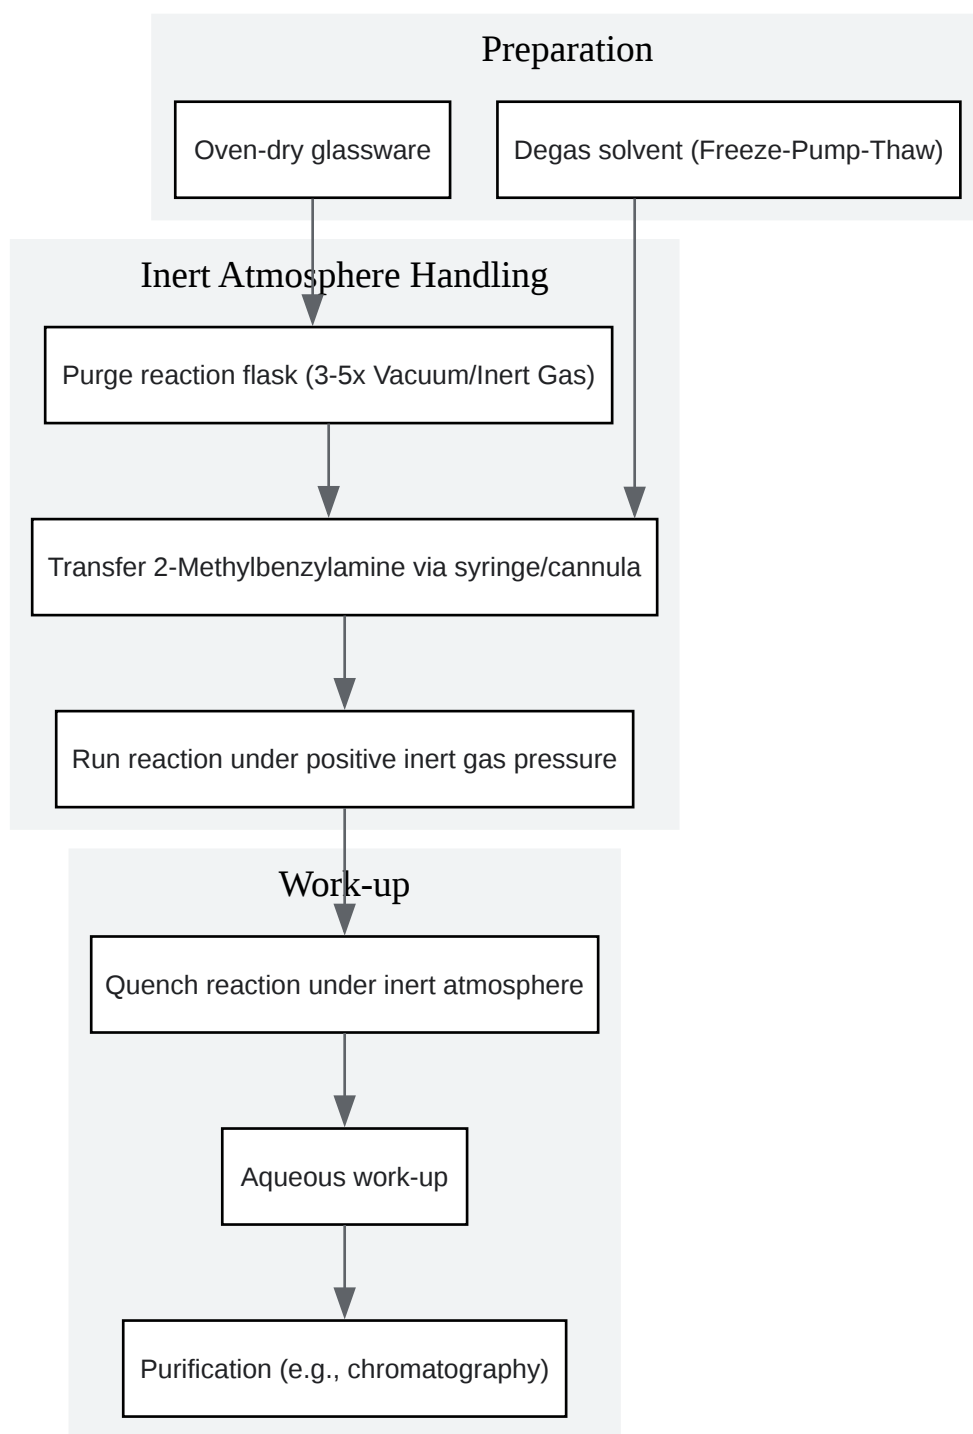 Preparation
Oven-dry glassware
Degas solvent (Freeze-Pump-Thaw)
Inert Atmosphere Handling
Purge reaction flask (3-5x Vacuum/Inert Gas)
Transfer 2-Methylbenzylamine via syringe/cannula
Run reaction under positive inert gas pressure
Work-up
Quench reaction under inert atmosphere
Aqueous work-up
Purification (e.g., chromatography)